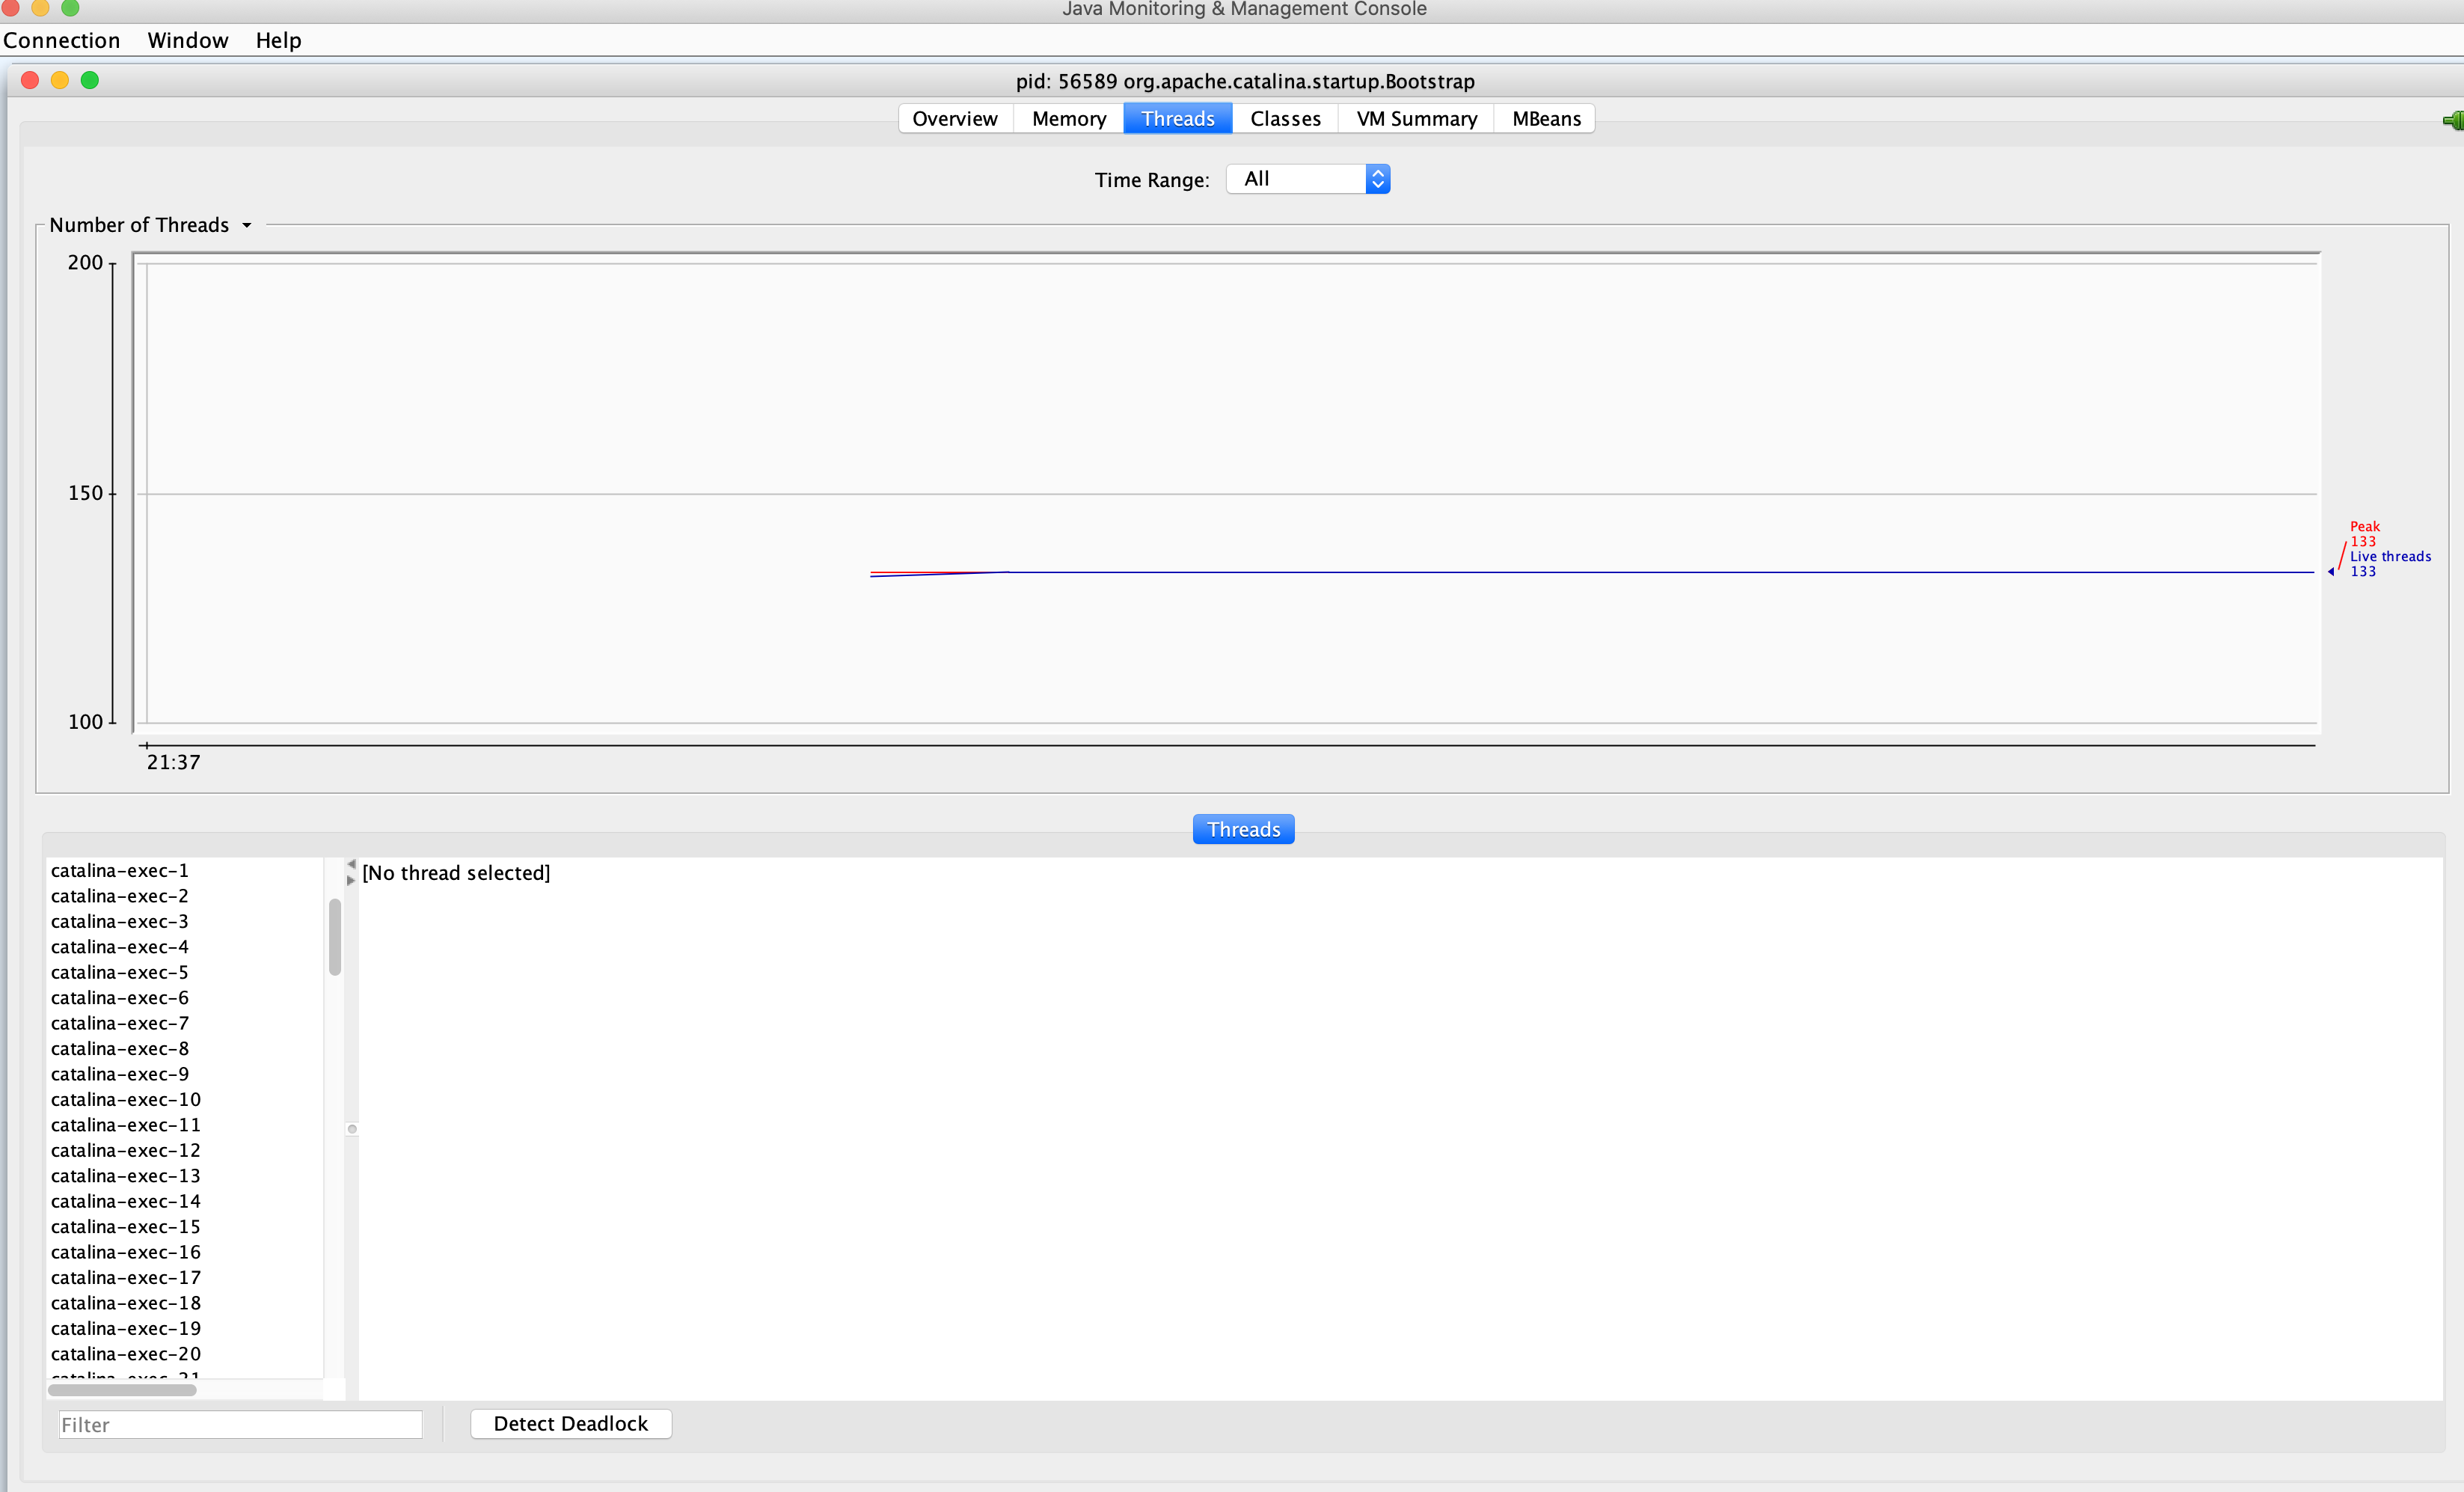 Java Monitoring & Management Console
Connection Window Help
pid: 56589 org.apache.catalina.startup.Bootstrap
Overview Memory Threads Classes VM Summary MBeans
Time Range: All
Number of Threads
200
150
100
21:37
Peak
133
Live threads
133
Threads
catalina-exec-1
catalina-exec-2
catalina-exec-3
catalina-exec-4
catalina-exec-5
catalina-exec-6
catalina-exec-7
catalina-exec-8
catalina-exec-9
catalina-exec-10
catalina-exec-11
catalina-exec-12
catalina-exec-13
catalina-exec-14
catalina-exec-15
catalina-exec-16
catalina-exec-17
catalina-exec-18
catalina-exec-19
catalina-exec-20
catalina-exec-21
[No thread selected]
Filter
Detect Deadlock